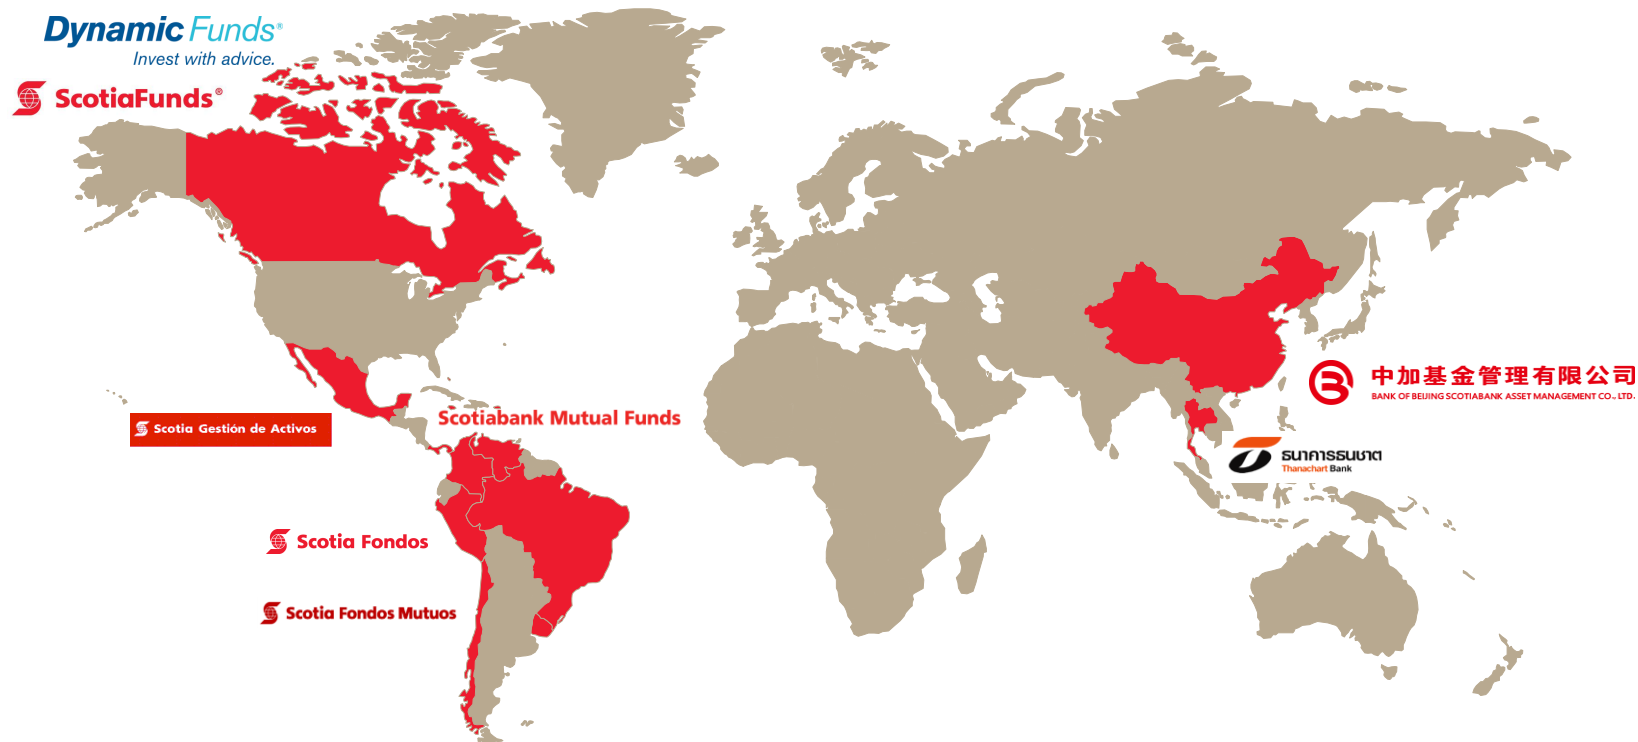 Dynamic Funds®
Invest with advice.
ScotiaFunds®
中加基金管理有限公司
BANK OF BEIJING SCOTIABANK ASSET MANAGEMENT CO., LTD.
Scotia Gestión de Activos
Scotiabank Mutual Funds
ธนาคารธนชาต
Thanachart Bank
Scotia Fondos
Scotia Fondos Mutuos